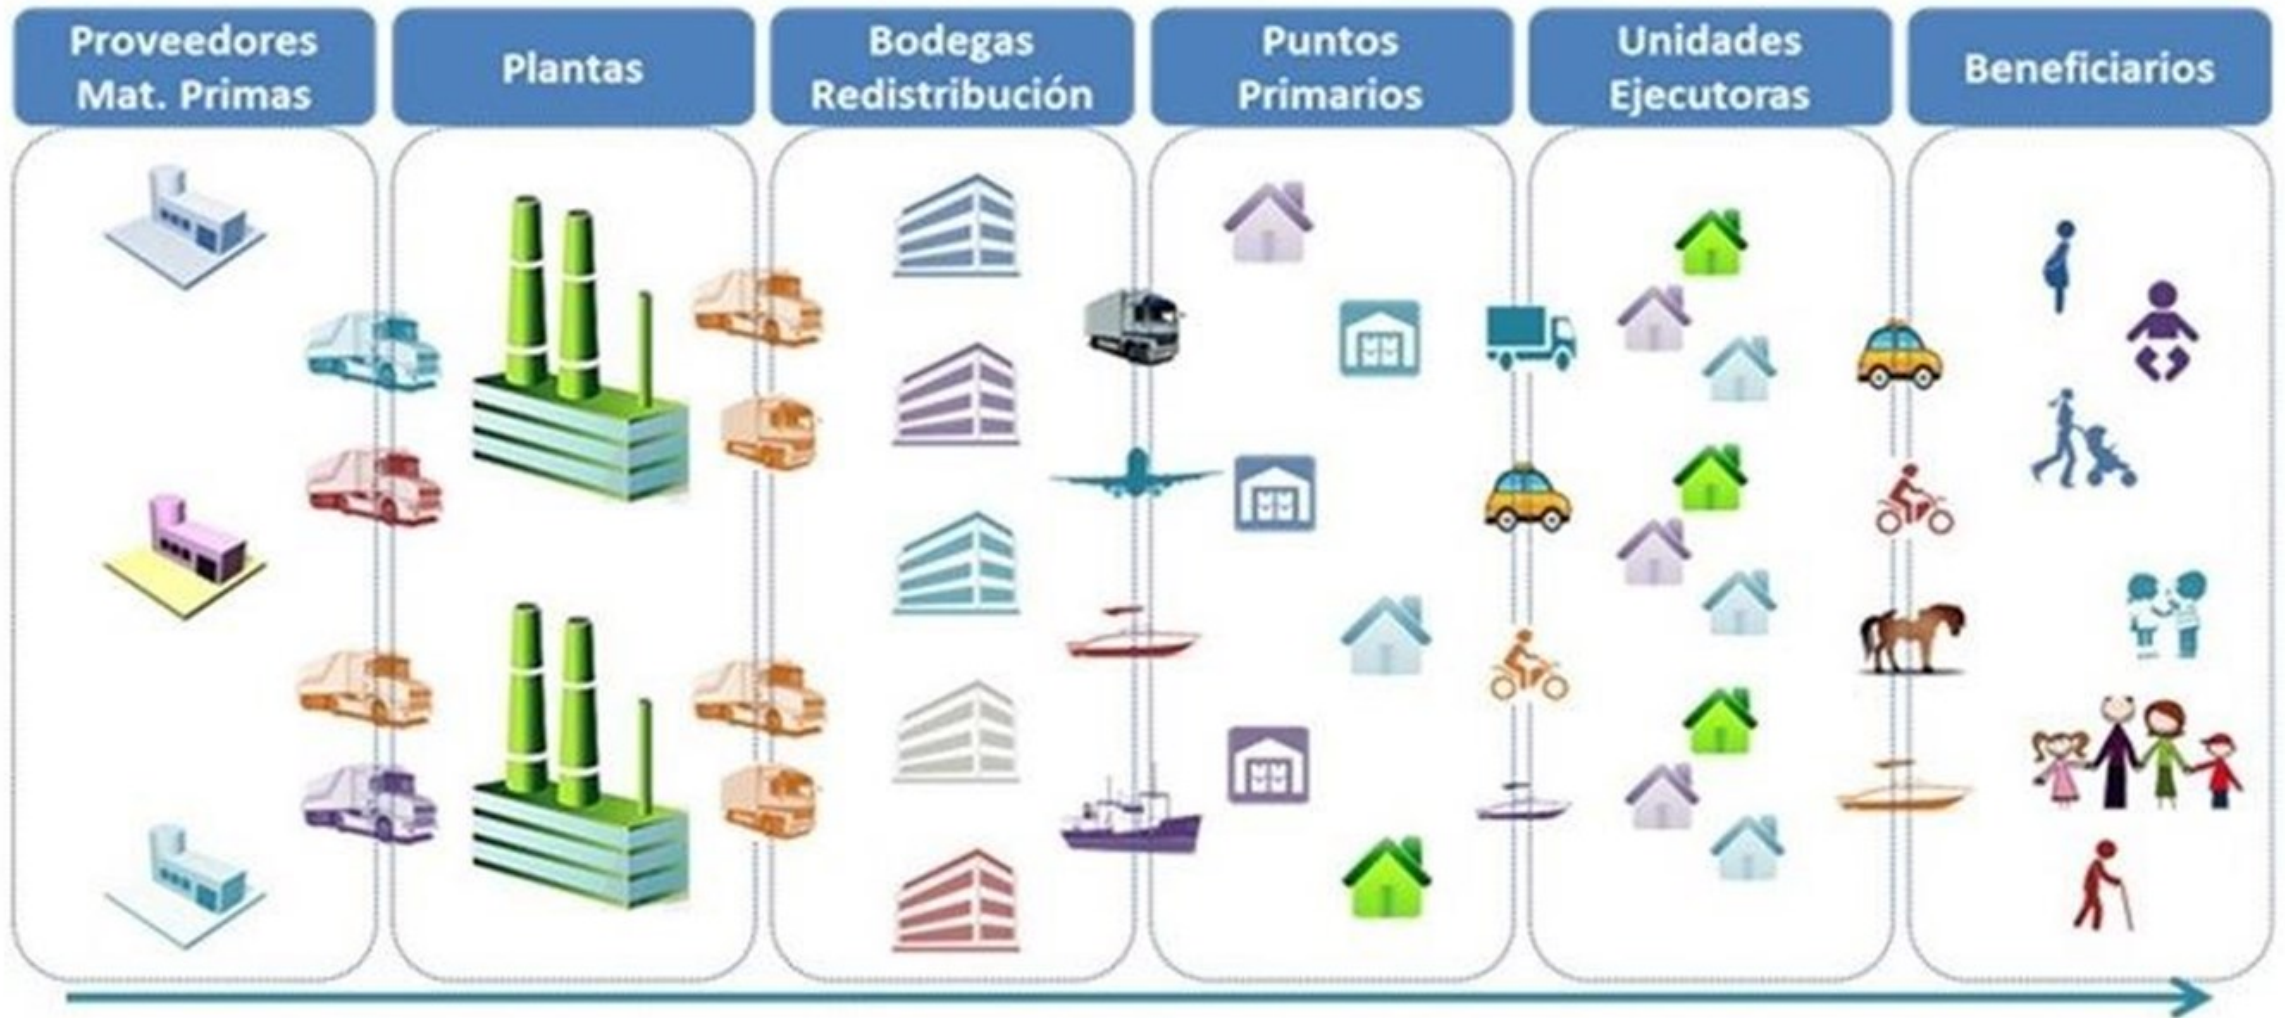 Proveedores
Mat. Primas
Plantas
Bodegas
Redistribución
Puntos
Primarios
Unidades
Ejecutoras
Beneficiarios